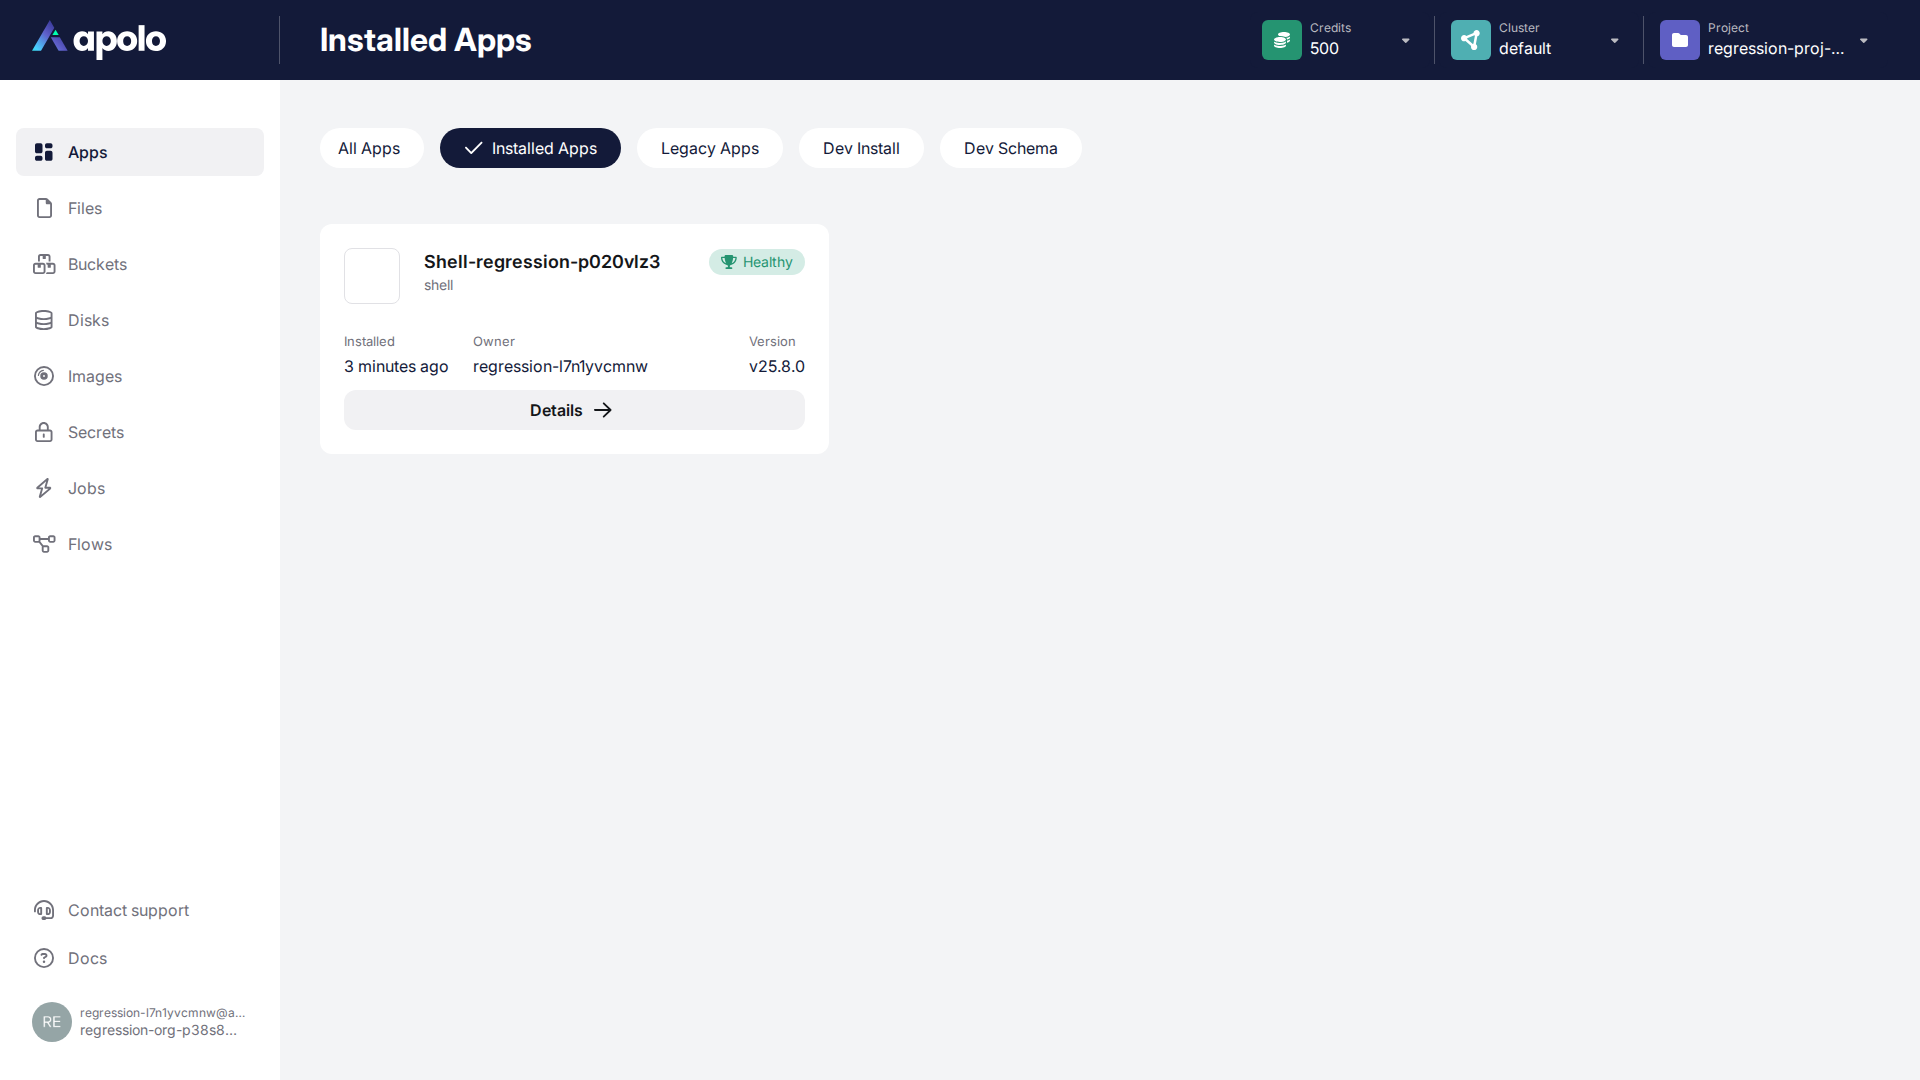 apolo
Installed Apps
Credits
500
Cluster
default
Project
regression-proj-...
Apps
Files
Buckets
Disks
Images
Secrets
Jobs
Flows
Contact support
Docs
RE
regression-l7n1yvcmnw@a...
regression-org-p38s8...
All Apps
Installed Apps
Legacy Apps
Dev Install
Dev Schema
Shell-regression-p020vlz3
Healthy
shell
Installed
Owner
Version
3 minutes ago
regression-l7n1yvcmnw
v25.8.0
Details